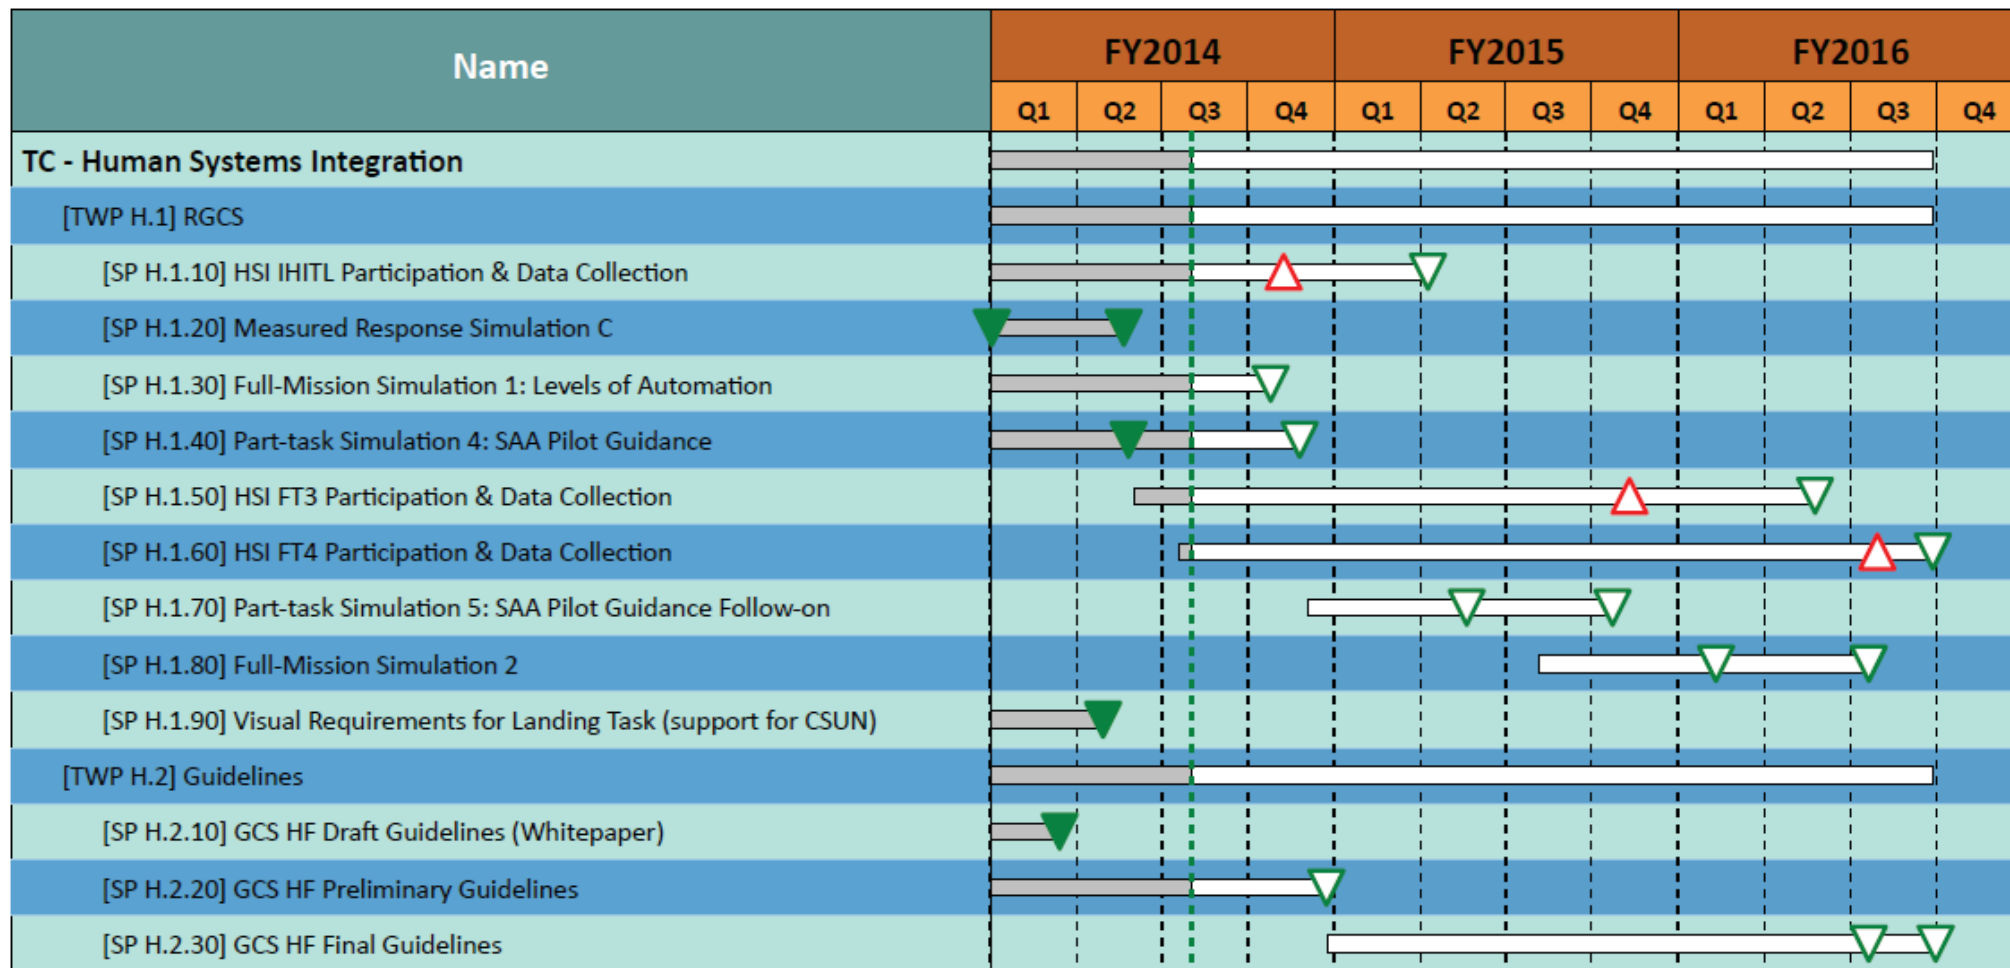 Name
FY2014 FY2015 FY2016
Q1 Q2 Q3 Q4 Q1 Q2 Q3 Q4 Q1 Q2 Q3 Q4
TC - Human Systems Integration
[TWP H.1] RGCS
[SP H.1.10] HSI IHITL Participation & Data Collection
[SP H.1.20] Measured Response Simulation C
[SP H.1.30] Full-Mission Simulation 1: Levels of Automation
[SP H.1.40] Part-task Simulation 4: SAA Pilot Guidance
[SP H.1.50] HSI FT3 Participation & Data Collection
[SP H.1.60] HSI FT4 Participation & Data Collection
[SP H.1.70] Part-task Simulation 5: SAA Pilot Guidance Follow-on
[SP H.1.80] Full-Mission Simulation 2
[SP H.1.90] Visual Requirements for Landing Task (support for CSUN)
[TWP H.2] Guidelines
[SP H.2.10] GCS HF Draft Guidelines (Whitepaper)
[SP H.2.20] GCS HF Preliminary Guidelines
[SP H.2.30] GCS HF Final Guidelines